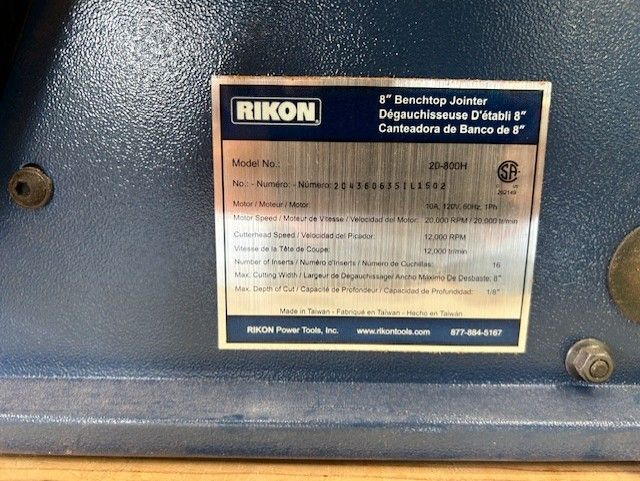 RIKON
8" Benchtop Jointer
Dégauchisseuse D'établi 8"
Canteadora de Banco de 8"
Model No.: 20-800H
No.: - Numéro: - Número:
Motor / Moteur / Motor: 10A, 120V, 60Hz, 1Ph
Motor Speed / Moteur de Vitesse / Velocidad del Motor: 20,000 RPM / 20,000 tr/min
Cutterhead Speed / Velocidad del Picador: 12,000 RPM
Vitesse de la Tête de Coupe: 12,000 tr/min
Number of Inserts / Numéro d'Inserts / Número de Cuchillas: 16
Max. Cutting Width / Largeur de Dégauchissage/ Ancho Máximo De Desbaste: 8"
Max. Depth of Cut / Capacité de Profondeur / Capacidad de Profundidad: 1/8"
Made in Taiwan - Fabriqué en Taïwan - Hecho en Taiwán
RIKON Power Tools, Inc. www.rikontools.com 877-884-5167